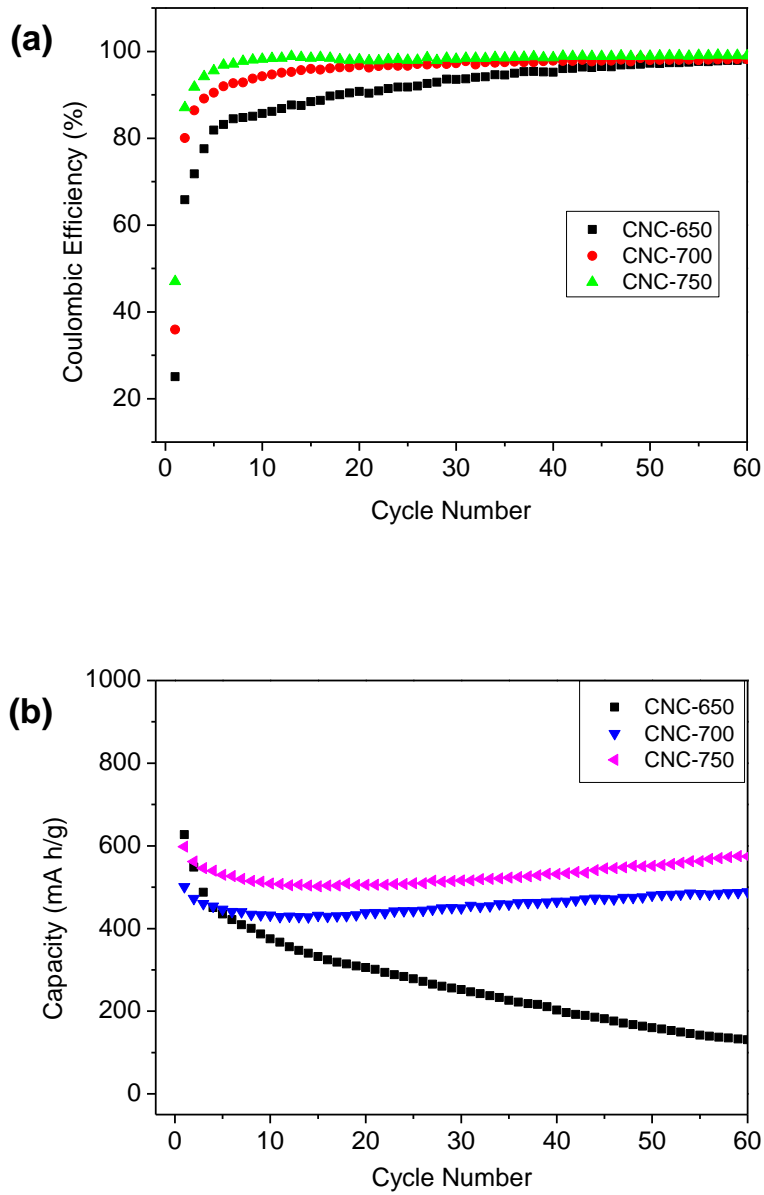 (a)
Coulombic Efficiency (%)
100
80
60
40
20
CNC-650
CNC-700
CNC-750
0 10 20 30 40 50 60
Cycle Number
(b)
Capacity (mA h/g)
1000
800
600
400
200
0
CNC-650
CNC-700
CNC-750
0 10 20 30 40 50 60
Cycle Number